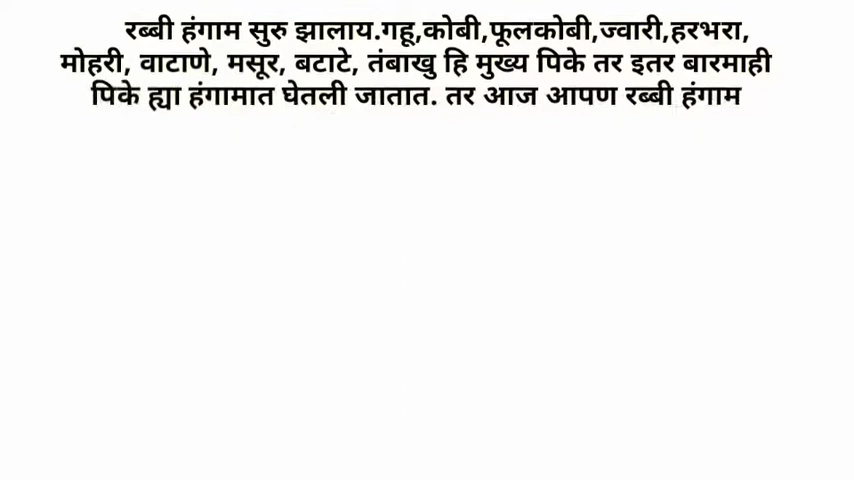 रब्बी हंगाम सुरु झालाय.गहू,कोबी,फूलकोबी,ज्वारी,हरभरा,
मोहरी, वाटाणे, मसूर, बटाटे, तंबाखु हि मुख्य पिके तर इतर बारमाही
पिके ह्या हंगामात घेतली जातात. तर आज आपण रब्बी हंगाम